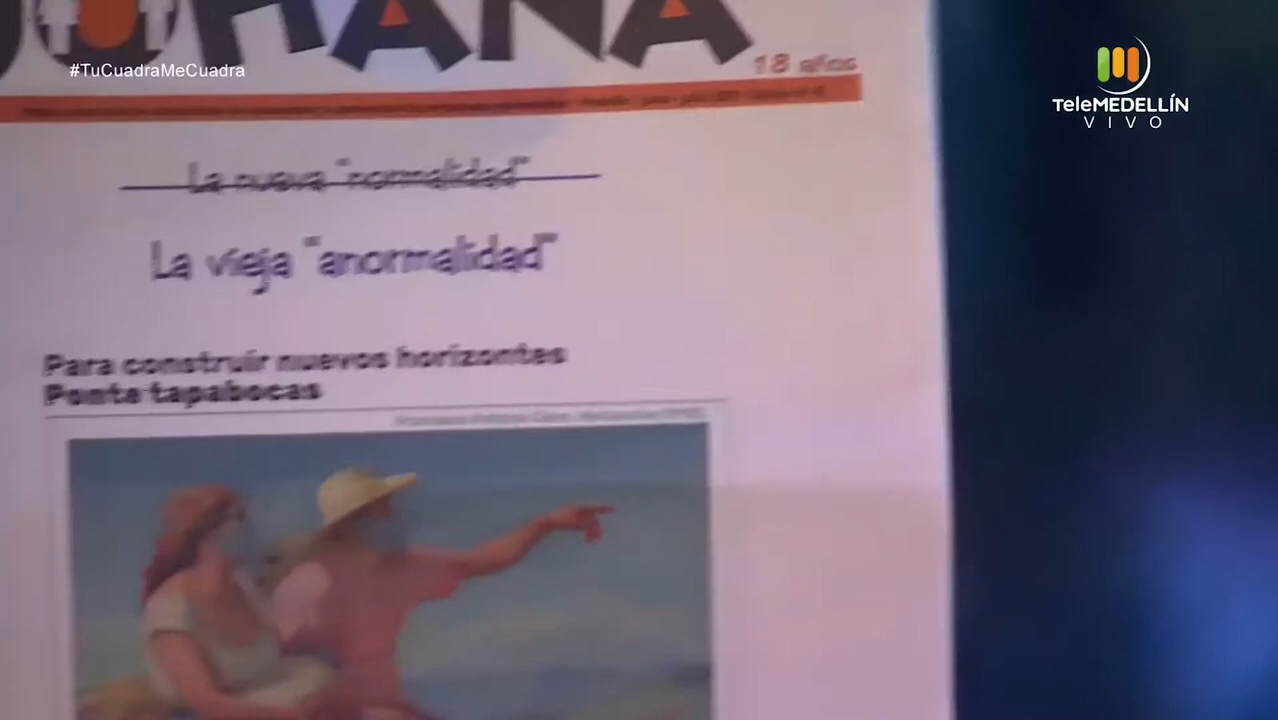 18 años
#TuCuadraMeCuadra
TeleMEDELLÍN
VIVO
La nueva "normalidad"
La vieja "anormalidad"
Para construir nuevos horizontes
Ponte tapabocas